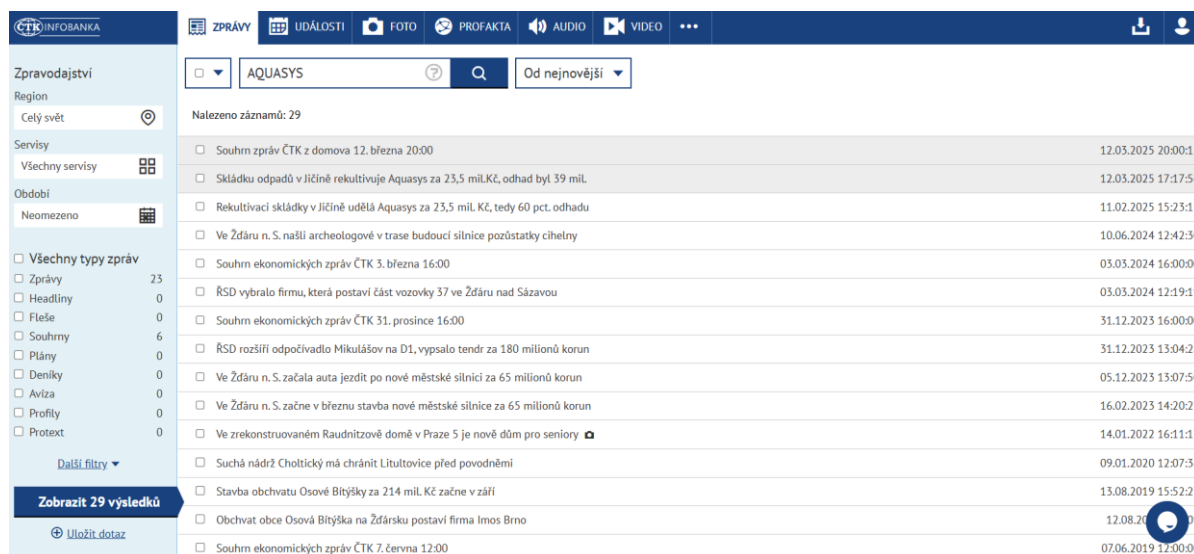 ČTK INFOBANKA
ZPRÁVY UDÁLOSTI FOTO PROFAKTA AUDIO VIDEO
Zpravodajství
Region
Celý svět
Servisy
Všechny servisy
Období
Neomezeno
Všechny typy zpráv
Zprávy 23
Headliny 0
Fleše 0
Souhrny 6
Plány 0
Deníky 0
Avíza 0
Profily 0
Protext 0
Další filtry
Zobrazit 29 výsledků
Uložit dotaz
AQUASYS ? Od nejnovější
Nalezeno záznamů: 29
Souhrn zpráv ČTK z domova 12. března 20:00 12.03.2025 20:00:1
Skládku odpadů v Jičíně rekultivuje Aquasys za 23,5 mil.Kč, odhad byl 39 mil. 12.03.2025 17:17:5
Rekultivaci skládky v Jičíně udělá Aquasys za 23,5 mil. Kč, tedy 60 pct. odhadu 11.02.2025 15:23:1
Ve Žďáru n. S. našli archeologové v trase budoucí silnice pozůstatky cihelny 10.06.2024 12:42:3
Souhrn ekonomických zpráv ČTK 3. března 16:00 03.03.2024 16:00:0
ŘSD vybralo firmu, která postaví část vozovky 37 ve Žďáru nad Sázavou 03.03.2024 12:19:1
Souhrn ekonomických zpráv ČTK 31. prosince 16:00 31.12.2023 16:00:0
ŘSD rozšíří odpočívadlo Mikulášov na D1, vypsalo tendr za 180 milionů korun 31.12.2023 13:04:2
Ve Žďáru n. S. začala auta jezdit po nové městské silnici za 65 milionů korun 05.12.2023 13:07:5
Ve Žďáru n. S. začne v březnu stavba nové městské silnice za 65 milionů korun 16.02.2023 14:20:2
Ve zrekonstruovaném Raudnitzově domě v Praze 5 je nově dům pro seniory 14.01.2022 16:11:1
Suchá nádrž Choltický má chránit Litultovice před povodněmi 09.01.2020 12:07:3
Stavba obchvatu Osové Bítýšky za 214 mil. Kč začne v září 13.08.2019 15:52:2
Obchvat obce Osová Bítýška na Žďársku postaví firma Imos Brno 12.08.20
Souhrn ekonomických zpráv ČTK 7. června 12:00 07.06.2019 12:00:0